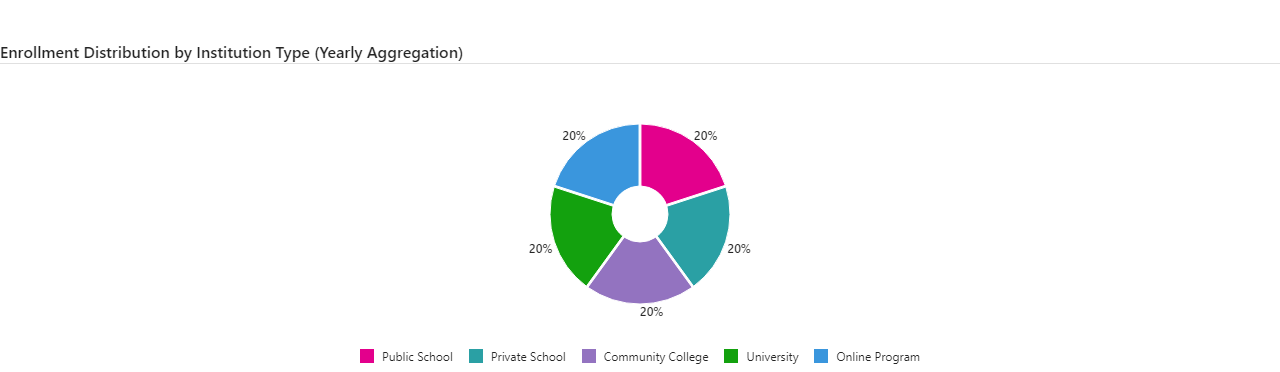 Enrollment Distribution by Institution Type (Yearly Aggregation)
20% 20%
20% 20%
20%
Public School Private School Community College University Online Program